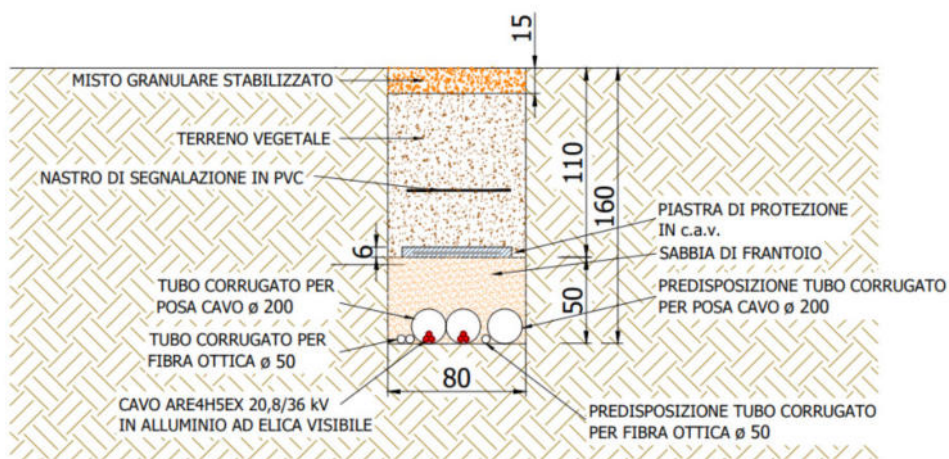 15
MISTO GRANULARE STABILIZZATO
TERRENO VEGETALE
NASTRO DI SEGNALAZIONE IN PVC
110
160
PIASTRA DI PROTEZIONE
IN c.a.v.
6
SABBIA DI FRANTOIO
TUBO CORRUGATO PER
POSA CAVO ø 200
50
PREDISPOSIZIONE TUBO CORRUGATO
PER POSA CAVO ø 200
TUBO CORRUGATO PER
FIBRA OTTICA ø 50
80
CAVO ARE4H5EX 20,8/36 kV
IN ALLUMINIO AD ELICA VISIBILE
PREDISPOSIZIONE TUBO CORRUGATO
PER FIBRA OTTICA ø 50